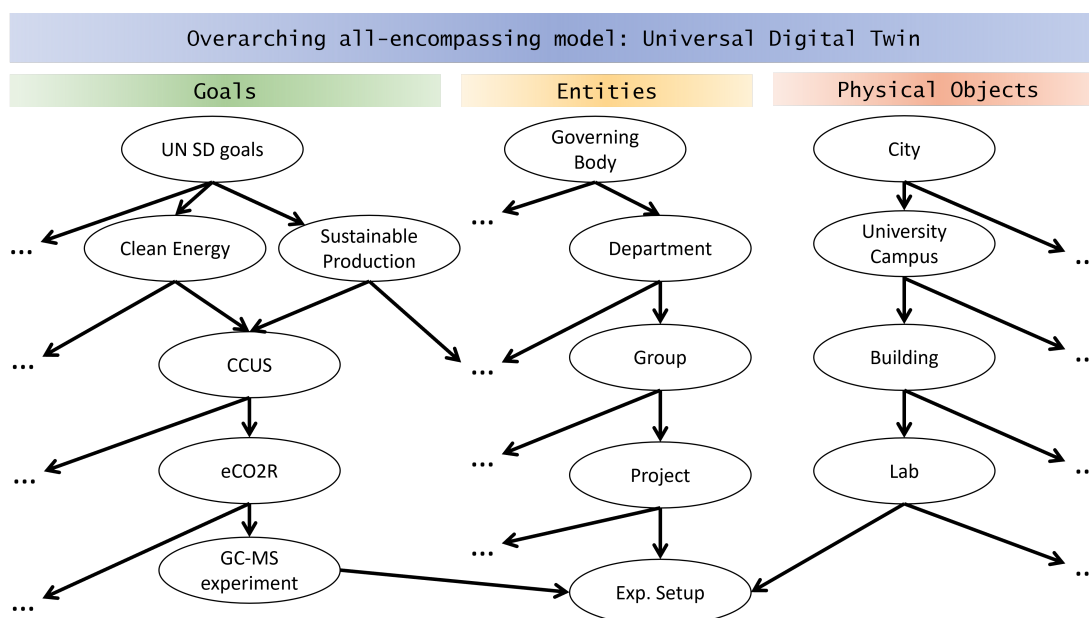 Overarching all-encompassing model: Universal Digital Twin
Goals
Entities
Physical Objects
UN SD goals
Governing
Body
City
...
Clean Energy
Sustainable
Production
...
Department
University
Campus
...
...
CCUS
...
Group
Building
...
...
eCO2R
...
Project
Lab
...
...
GC-MS
experiment
...
Exp. Setup
...